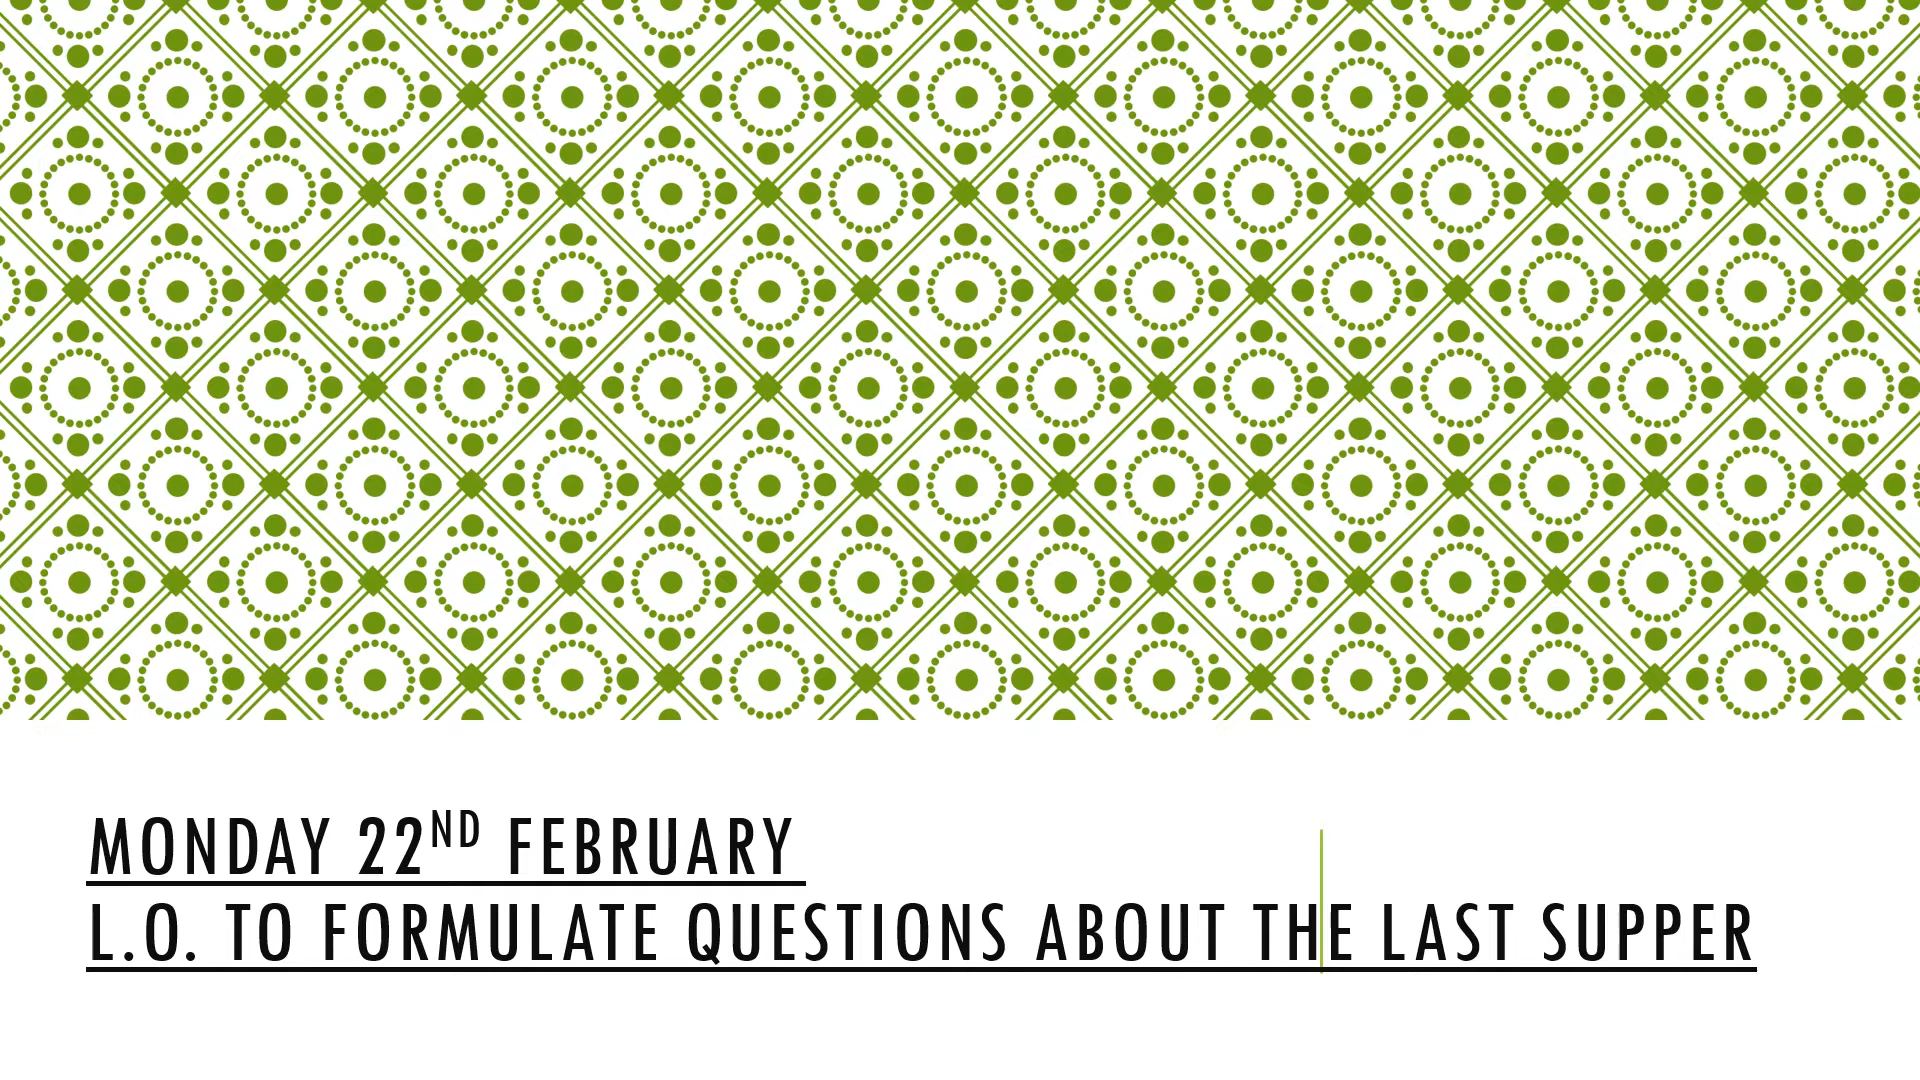 MONDAY 22ND FEBRUARY
L.O. TO FORMULATE QUESTIONS ABOUT THE LAST SUPPER